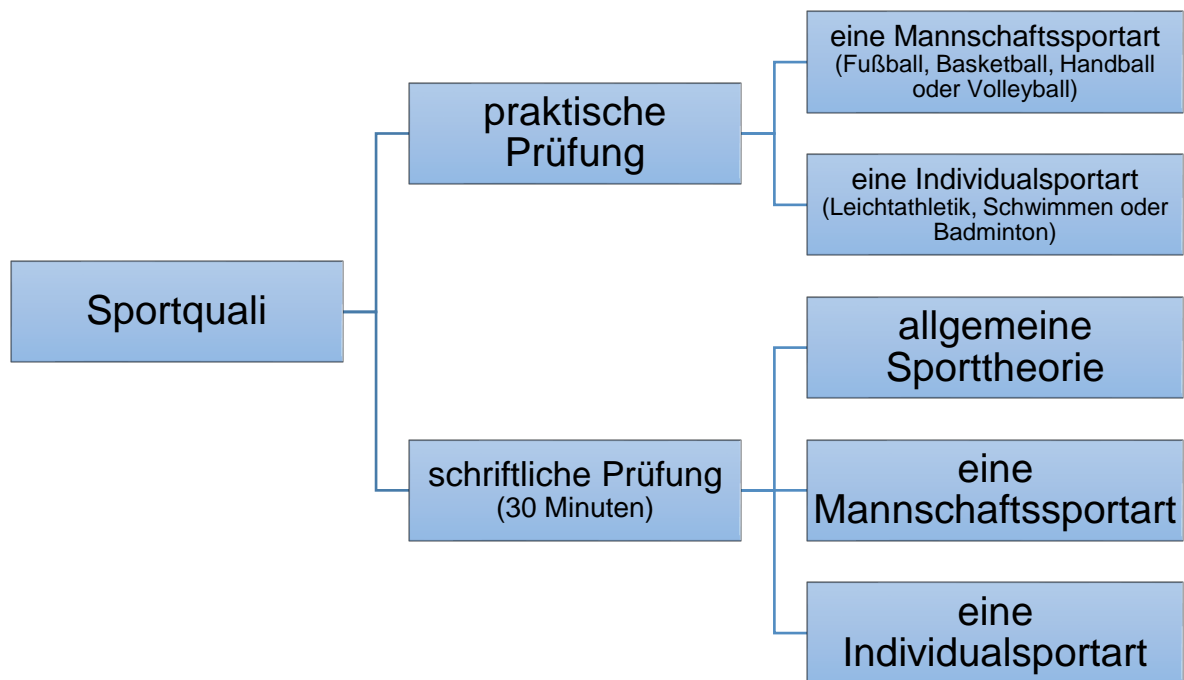 Sportquali
praktische
Prüfung
eine Mannschaftssportart
(Fußball, Basketball, Handball
oder Volleyball)
eine Individualsportart
(Leichtathletik, Schwimmen oder
Badminton)
schriftliche Prüfung
(30 Minuten)
allgemeine
Sporttheorie
eine
Mannschaftssportart
eine
Individualsportart